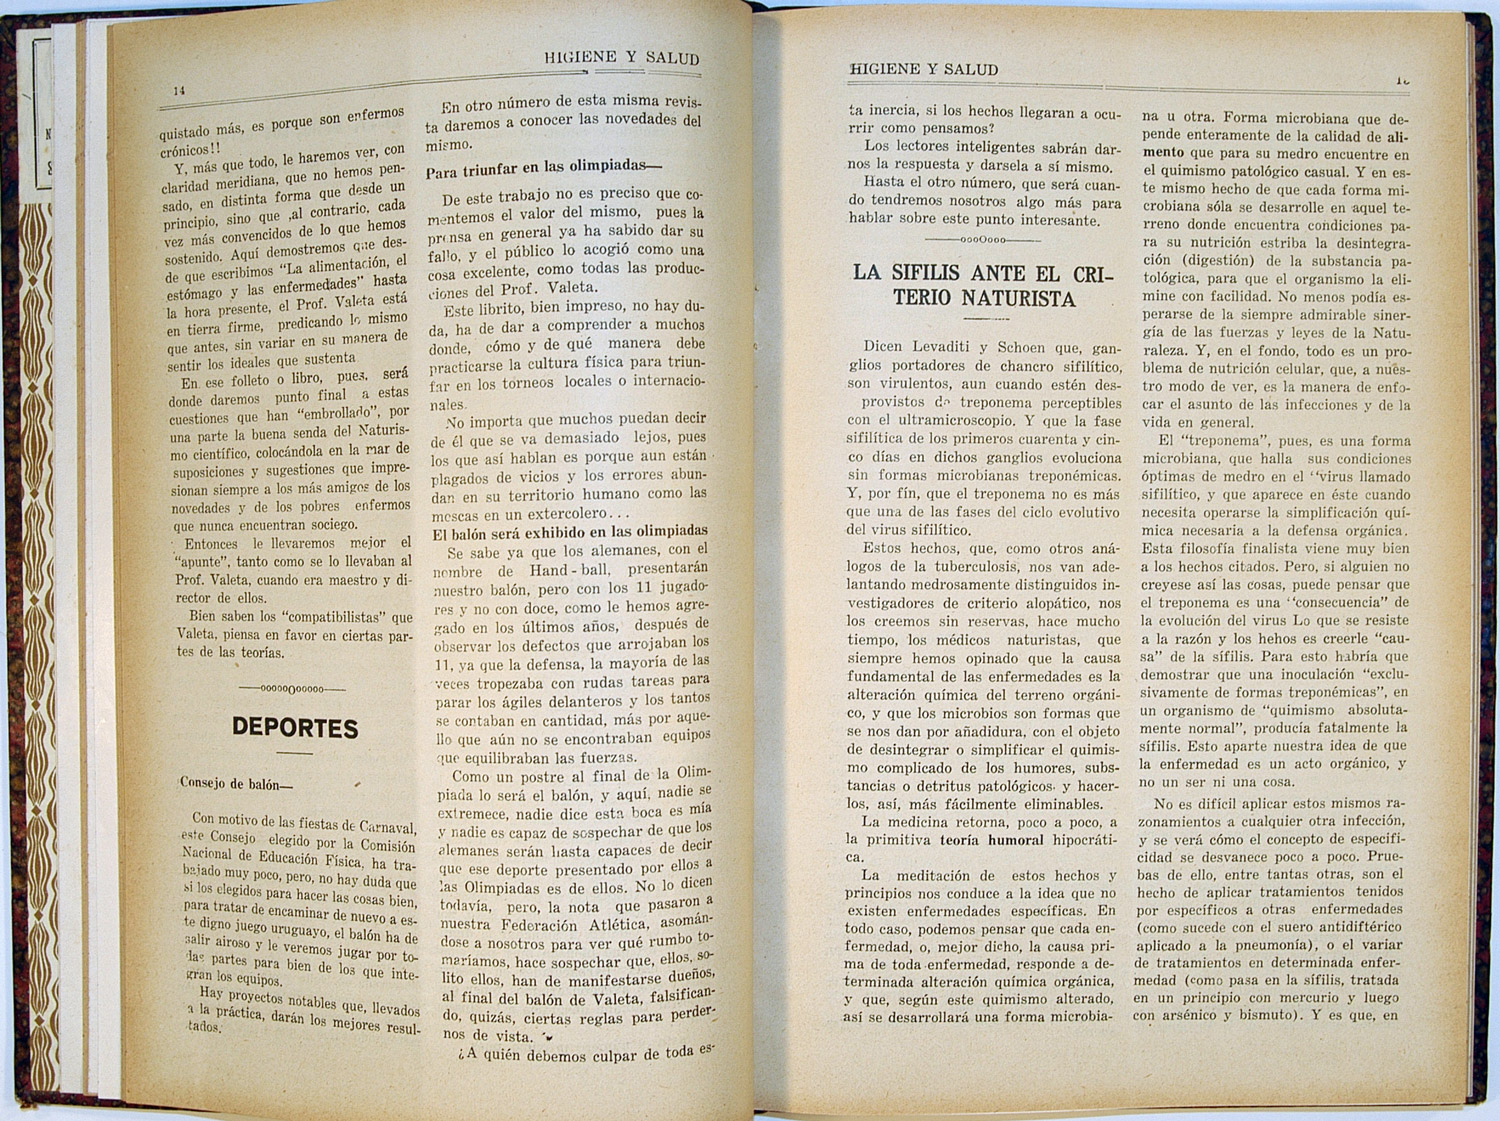 HIGIENE Y SALUD
14
quistado más, es porque son enfermos
crónicos!!
Y, más que todo, le haremos ver, con
claridad meridiana, que no hemos pen-
sado, en distinta forma que desde un
principio, sino que ,al contrario, cada
vez más convencidos de lo que hemos
sostenido. Aquí demostremos que des-
de que escribimos "La alimentación, el
estómago y las enfermedades" hasta
la hora presente, el Prof. Valeta está
en tierra firme, predicando lo mismo
que antes, sin variar en su manera de
sentir los ideales que sustenta
En ese folleto o libro, pues, será
donde daremos punto final a estas
cuestiones que han "embrollado", por
una parte la buena senda del Naturis-
mo científico, colocándola en la mar de
suposiciones y sugestiones que impre-
sionan siempre a los más amigos de los
novedades y de los pobres enfermos
que nunca encuentran sociego.
Entonces le llevaremos mejor el
"apunte", tanto como se lo llevaban al
Prof. Valeta, cuando era maestro y di-
rector de ellos.
Bien saben los "compatibilistas" que
Valeta, piensa en favor en ciertas par-
tes de las teorías.
—ooooo0ooooo—
DEPORTES
Consejo de balón—
Con motivo de las fiestas de Carnaval,
este Consejo elegido por la Comisión
Nacional de Educación Física, ha tra-
bajado muy poco, pero, no hay duda que
si los elegidos para hacer las cosas bien,
para tratar de encaminar de nuevo a es-
te digno juego uruguayo, el balón ha de
salir airoso y le veremos jugar por to-
das partes para bien de los que inte-
gran los equipos.
Hay proyectos notables que, llevados
a la práctica, darán los mejores resul-
tados.
En otro número de esta misma revis-
ta daremos a conocer las novedades del
mismo.
Para triunfar en las olimpiadas—
De este trabajo no es preciso que co-
mentemos el valor del mismo, pues la
prensa en general ya ha sabido dar su
fallo, y el público lo acogió como una
cosa excelente, como todas las produc-
ciones del Prof. Valeta.
Este librito, bien impreso, no hay du-
da, ha de dar a comprender a muchos
donde, cómo y de qué manera debe
practicarse la cultura física para triun-
far en los torneos locales o internacio-
nales.
No importa que muchos puedan decir
de él que se va demasiado lejos, pues
los que así hablan es porque aun están
plagados de vicios y los errores abun-
dan en su territorio humano como las
mescas en un extercolero...
El balón será exhibido en las olimpiadas
Se sabe ya que los alemanes, con el
nombre de Hand-ball, presentarán
nuestro balón, pero con los 11 jugado-
res y no con doce, como le hemos agre-
gado en los últimos años, después de
observar los defectos que arrojaban los
11, ya que la defensa, la mayoría de las
veces tropezaba con rudas tareas para
parar los ágiles delanteros y los tantos
se contaban en cantidad, más por aque-
llo que aún no se encontraban equipos
que equilibraban las fuerzas.
Como un postre al final de la Olim-
piada lo será el balón, y aquí, nadie se
extremece, nadie dice esta boca es mía
y nadie es capaz de sospechar de que los
alemanes serán hasta capaces de decir
que ese deporte presentado por ellos a
las Olimpiadas es de ellos. No lo dicen
todavía, pero, la nota que pasaron a
nuestra Federación Atlética, asomán-
dose a nosotros para ver qué rumbo to-
maríamos, hace sospechar que, ellos, so-
lito ellos, han de manifestarse dueños,
al final del balón de Valeta, falsifican-
do, quizás, ciertas reglas para perder-
nos de vista.
¿A quién debemos culpar de toda es-
HIGIENE Y SALUD
ta inercia, si los hechos llegaran a ocu-
rrir como pensamos?
Los lectores inteligentes sabrán dar-
nos la respuesta y darsela a sí mismo.
Hasta el otro número, que será cuan-
do tendremos nosotros algo más para
hablar sobre este punto interesante.
—oooOooo—
LA SIFILIS ANTE EL CRI-
TERIO NATURISTA
Dicen Levaditi y Schoen que, gan-
glios portadores de chancro sifilítico,
son virulentos, aun cuando estén des-
provistos de treponema perceptibles
con el ultramicroscopio. Y que la fase
sifilítica de los primeros cuarenta y cin-
co días en dichos ganglios evoluciona
sin formas microbianas treponémicas.
Y, por fín, que el treponema no es más
que una de las fases del ciclo evolutivo
del virus sifilítico.
Estos hechos, que, como otros aná-
logos de la tuberculosis, nos van ade-
lantando medrosamente distinguidos in-
vestigadores de criterio alopático, nos
los creemos sin reservas, hace mucho
tiempo, los médicos naturistas, que
siempre hemos opinado que la causa
fundamental de las enfermedades es la
alteración química del terreno orgáni-
co, y que los microbios son formas que
se nos dan por añadidura, con el objeto
de desintegrar o simplificar el quimis-
mo complicado de los humores, subs-
tancias o detritus patológicos y hacer-
los, así, más fácilmente eliminables.
La medicina retorna, poco a poco, a
la primitiva teoría humoral hipocráti-
ca.
La meditación de estos hechos y
principios nos conduce a la idea que no
existen enfermedades específicas. En
todo caso, podemos pensar que cada en-
fermedad, o, mejor dicho, la causa pri-
ma de toda enfermedad, responde a de-
terminada alteración química orgánica,
y que, según este quimismo alterado,
así se desarrollará una forma microbia-
na u otra. Forma microbiana que de-
pende enteramente de la calidad de ali-
mento que para su medro encuentre en
el quimismo patológico casual. Y en es-
te mismo hecho de que cada forma mi-
crobiana sóla se desarrolle en aquel te-
rreno donde encuentra condiciones pa-
ra su nutrición estriba la desintegra-
ción (digestión) de la substancia pa-
tológica, para que el organismo la eli-
mine con facilidad. No menos podía es-
perarse de la siempre admirable siner-
gía de las fuerzas y leyes de la Natu-
raleza. Y, en el fondo, todo es un pro-
blema de nutrición celular, que, a nues-
tro modo de ver, es la manera de enfo-
car el asunto de las infecciones y de la
vida en general.
El "treponema", pues, es una forma
microbiana, que halla sus condiciones
óptimas de medro en el "virus llamado
sifilítico, y que aparece en éste cuando
necesita operarse la simplificación quí-
mica necesaria a la defensa orgánica.
Esta filosofía finalista viene muy bien
a los hechos citados. Pero, si alguien no
creyese así las cosas, puede pensar que
el treponema es una "consecuencia" de
la evolución del virus Lo que se resiste
a la razón y los hehos es creerle "cau-
sa" de la sífilis. Para esto habría que
demostrar que una inoculación "exclu-
sivamente de formas treponémicas", en
un organismo de "quimismo absoluta-
mente normal", producía fatalmente la
sífilis. Esto aparte nuestra idea de que
la enfermedad es un acto orgánico, y
no un ser ni una cosa.
No es difícil aplicar estos mismos ra-
zonamientos a cualquier otra infección,
y se verá cómo el concepto de especifi-
cidad se desvanece poco a poco. Prue-
bas de ello, entre tantas otras, son el
hecho de aplicar tratamientos tenidos
por específicos a otras enfermedades
(como sucede con el suero antidiftérico
aplicado a la pneumonía), o el variar
de tratamientos en determinada enfer-
medad (como pasa en la sífilis, tratada
en un principio con mercurio y luego
con arsénico y bismuto). Y es que, en